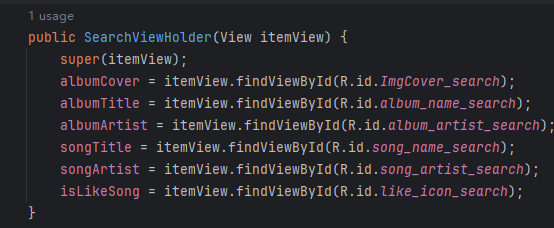 1 usage
public SearchViewHolder(View itemView) {
    super(itemView);
    albumCover = itemView.findViewById(R.id.ImgCover_search);
    albumTitle = itemView.findViewById(R.id.album_name_search);
    albumArtist = itemView.findViewById(R.id.album_artist_search);
    songTitle = itemView.findViewById(R.id.song_name_search);
    songArtist = itemView.findViewById(R.id.song_artist_search);
    isLikeSong = itemView.findViewById(R.id.like_icon_search);
}